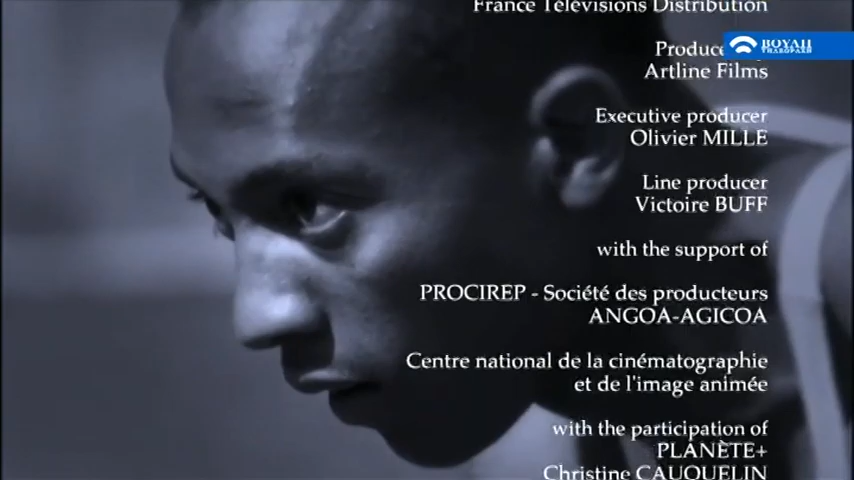 France Télévisions Distribution
BOYAH
Artline Films
Executive producer
Olivier MILLE
Line producer
Victoire BUFF
with the support of
PROCIREP - Société des producteurs
ANGOA-AGICOA
Centre national de la cinématographie
et de l'image animée
with the participation of
PLANÈTE+
Christine CAUQUELIN